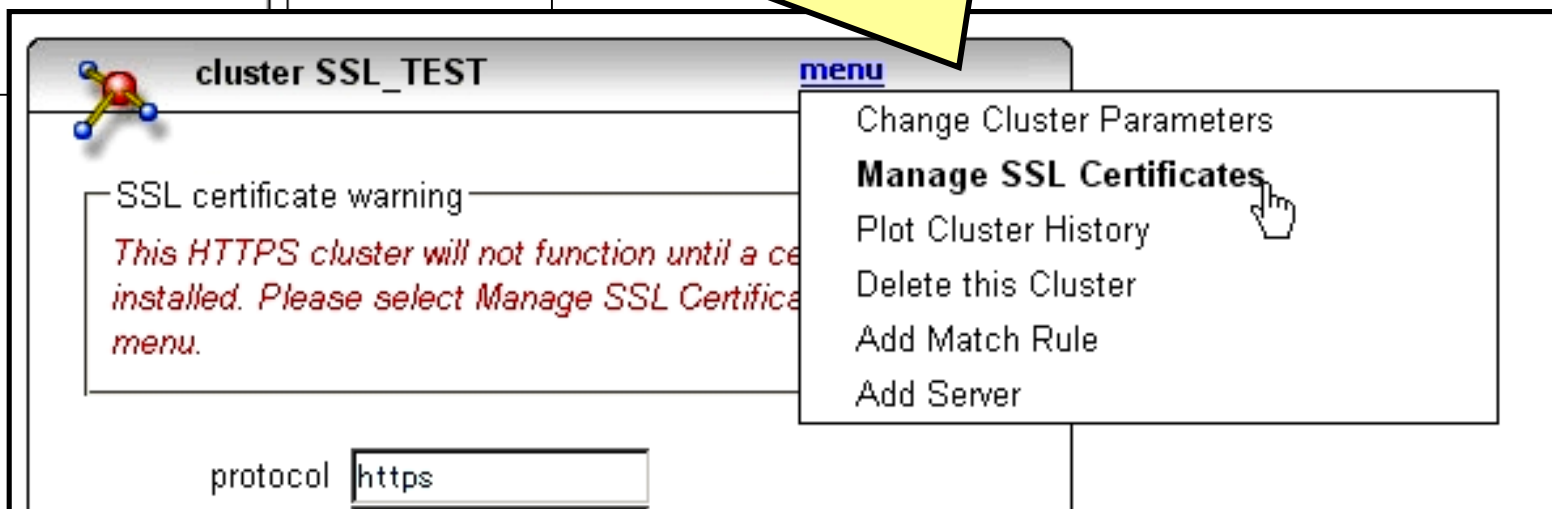 cluster SSL_TEST
menu
Change Cluster Parameters
Manage SSL Certificates
Plot Cluster History
Delete this Cluster
Add Match Rule
Add Server
SSL certificate warning
This HTTPS cluster will not function until a
installed. Please select Manage SSL
menu.
protocol https